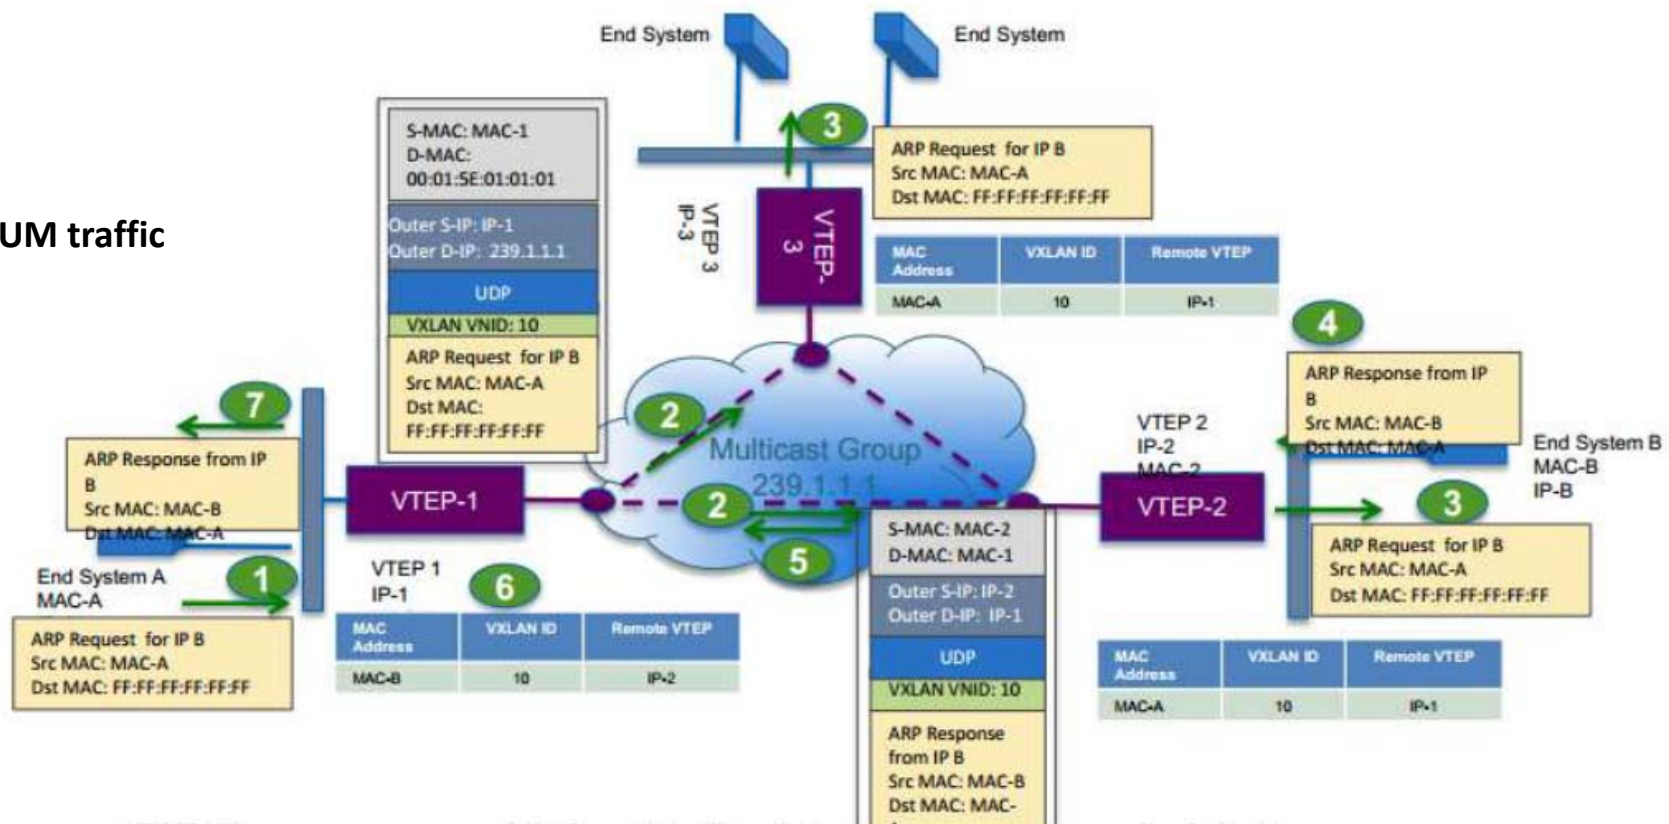 End System
End System
S-MAC: MAC-1
D-MAC:
00:01:5E:01:01:01
Outer S-IP: IP-1
Outer D-IP: 239.1.1.1
UDP
VXLAN VNID: 10
ARP Request for IP B
Src MAC: MAC-A
Dst MAC:
FF:FF:FF:FF:FF:FF
UM traffic
3
ARP Request for IP B
Src MAC: MAC-A
Dst MAC: FF:FF:FF:FF:FF:FF
VTEP 3
IP-3
VTEP-
3
MAC Address VXLAN ID Remote VTEP
MAC-A 10 IP-1
4
ARP Response from IP
B
Src MAC: MAC-B
Dst MAC: MAC-A
End System B
MAC-B
IP-B
7
ARP Response from IP
B
Src MAC: MAC-B
Dst MAC: MAC-A
VTEP-1
2
Multicast Group
239.1.1.1
2
5
VTEP 2
IP-2
MAC-2
VTEP-2
3
ARP Request for IP B
Src MAC: MAC-A
Dst MAC: FF:FF:FF:FF:FF:FF
End System A
MAC-A
1
ARP Request for IP B
Src MAC: MAC-A
Dst MAC: FF:FF:FF:FF:FF:FF
VTEP 1
IP-1
6
MAC Address VXLAN ID Remote VTEP
MAC-B 10 IP-2
S-MAC: MAC-2
D-MAC: MAC-1
Outer S-IP: IP-2
Outer D-IP: IP-1
UDP
VXLAN VNID: 10
ARP Response
from IP B
Src MAC: MAC-B
Dst MAC: MAC-
MAC Address VXLAN ID Remote VTEP
MAC-A 10 IP-1